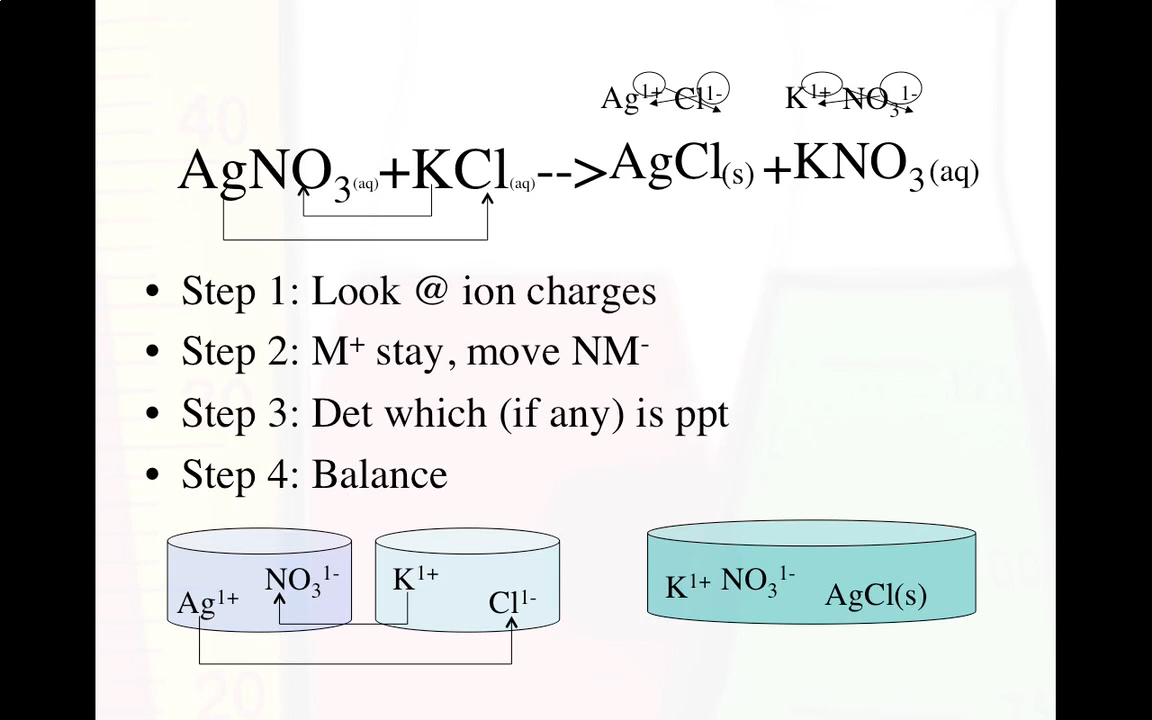 Ag¹⁺ Cl¹⁻ K¹⁺ NO₃¹⁻
AgNO₃(aq)+KCl(aq)-->AgCl(s)+KNO₃(aq)
• Step 1: Look @ ion charges
• Step 2: M⁺ stay, move NM⁻
• Step 3: Det which (if any) is ppt
• Step 4: Balance
Ag¹⁺ NO₃¹⁻ K¹⁺ Cl¹⁻ K¹⁺ NO₃¹⁻ AgCl(s)
40
20